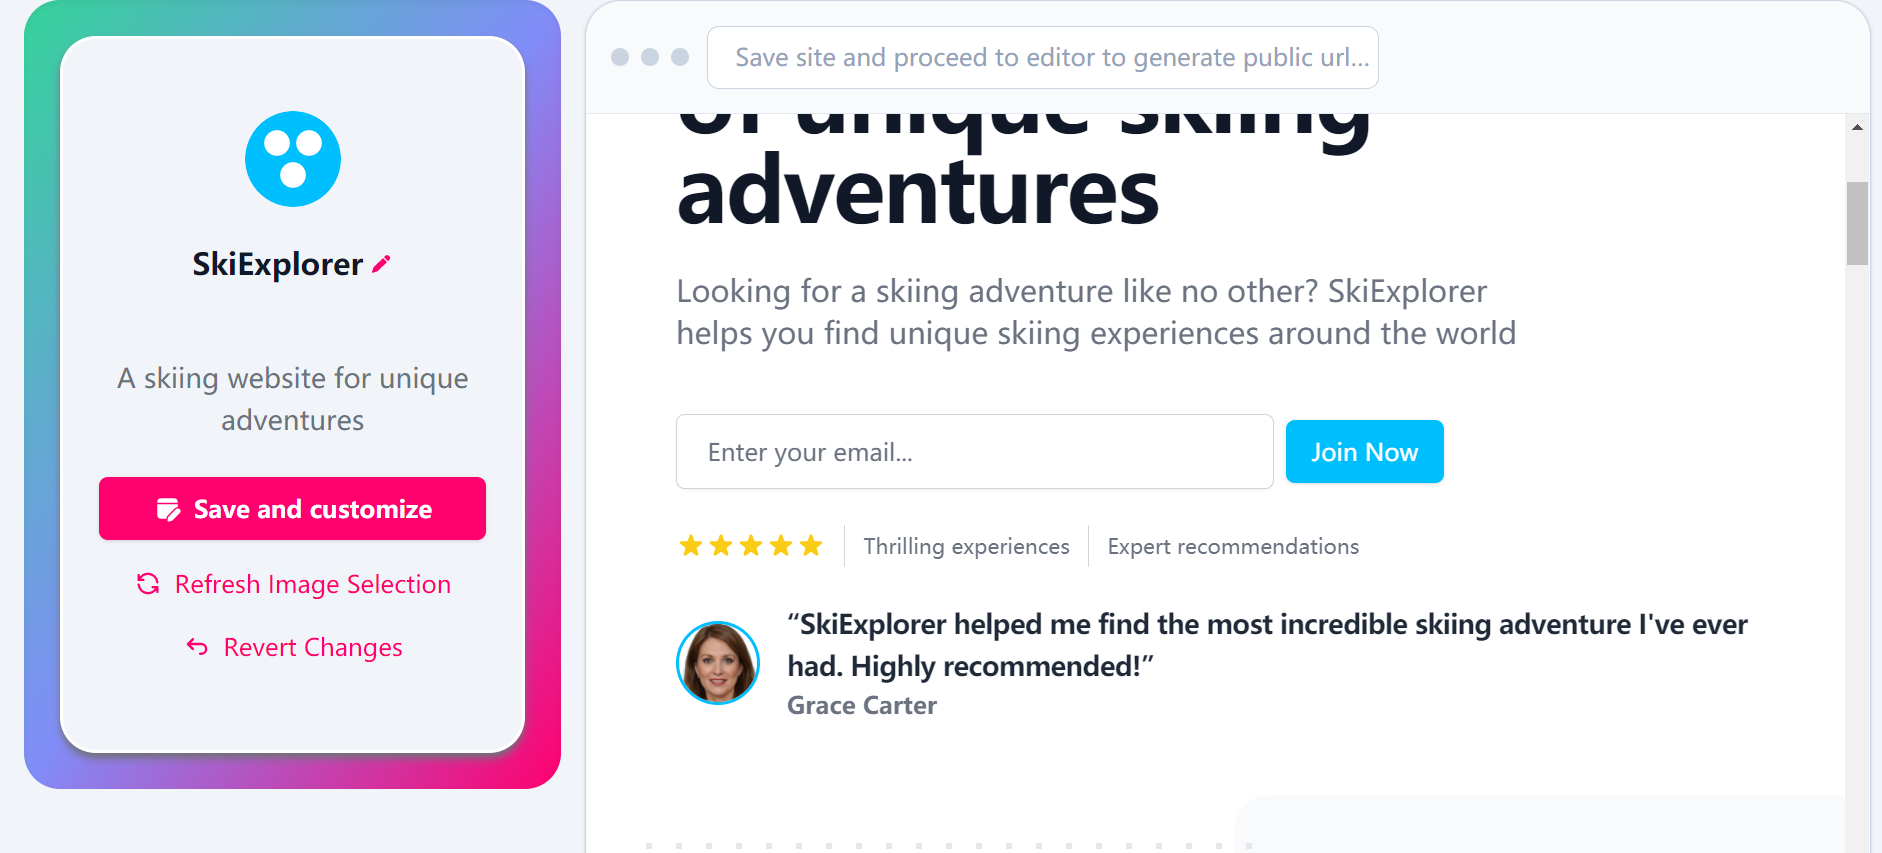 SkiExplorer
A skiing website for unique
adventures
Save and customize
Refresh Image Selection
Revert Changes
Save site and proceed to editor to generate public url...
of unique skiing
adventures
Looking for a skiing adventure like no other? SkiExplorer
helps you find unique skiing experiences around the world
Enter your email...
Join Now
Thrilling experiences
Expert recommendations
“SkiExplorer helped me find the most incredible skiing adventure I've ever
had. Highly recommended!”
Grace Carter